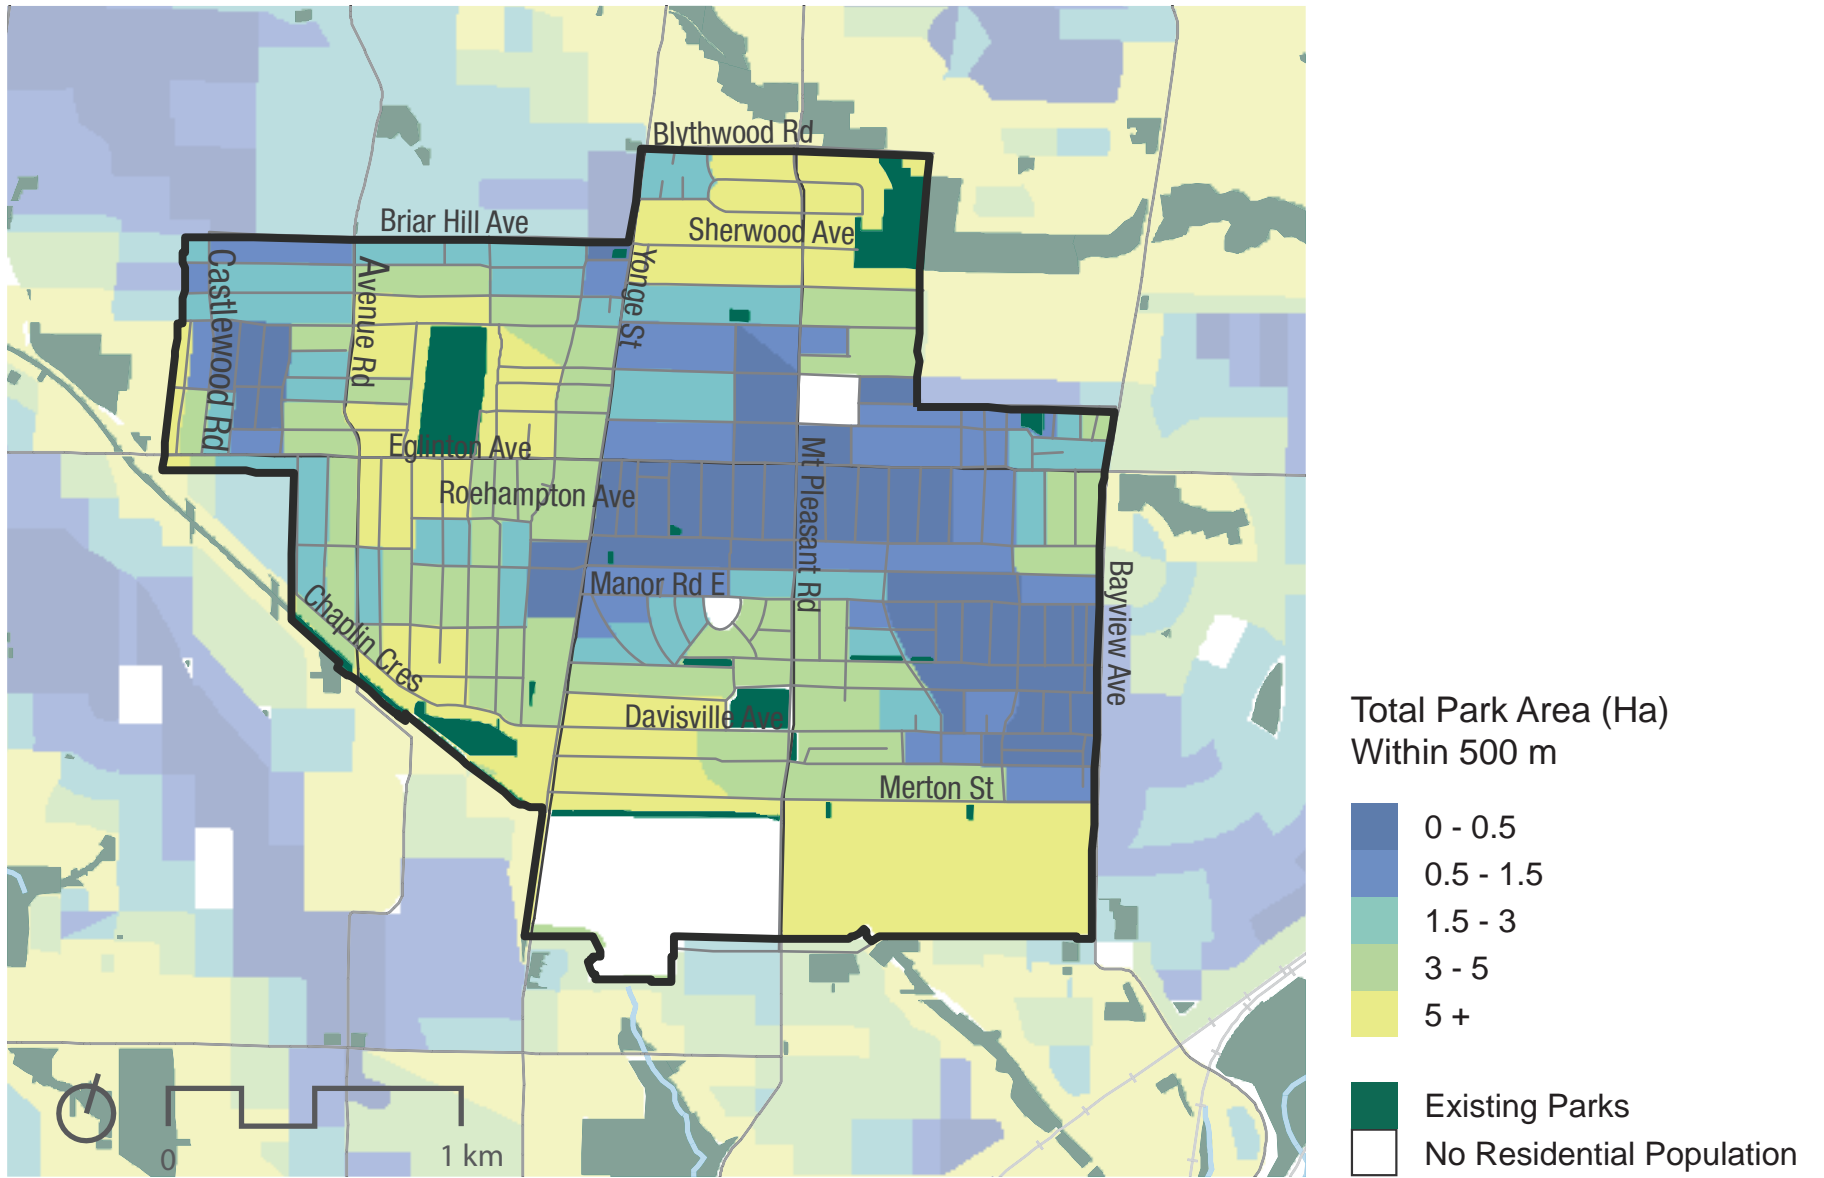 Blythwood Rd
Briar Hill Ave
Sherwood Ave
Castlewood Rd
Avenue Rd
Yonge St
Eglinton Ave
Roehampton Ave
Mt Pleasant Rd
Manor Rd E
Chaplin Cres
Bayview Ave
Davisville Ave
Merton St
0
1 km
Total Park Area (Ha)
Within 500 m
0 - 0.5
0.5 - 1.5
1.5 - 3
3 - 5
5 +
Existing Parks
No Residential Population